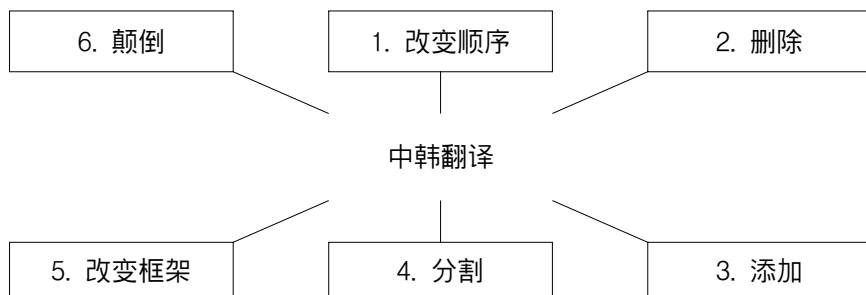 6. 颠倒
1. 改变顺序
2. 删除
中韩翻译
5. 改变框架
4. 分割
3. 添加